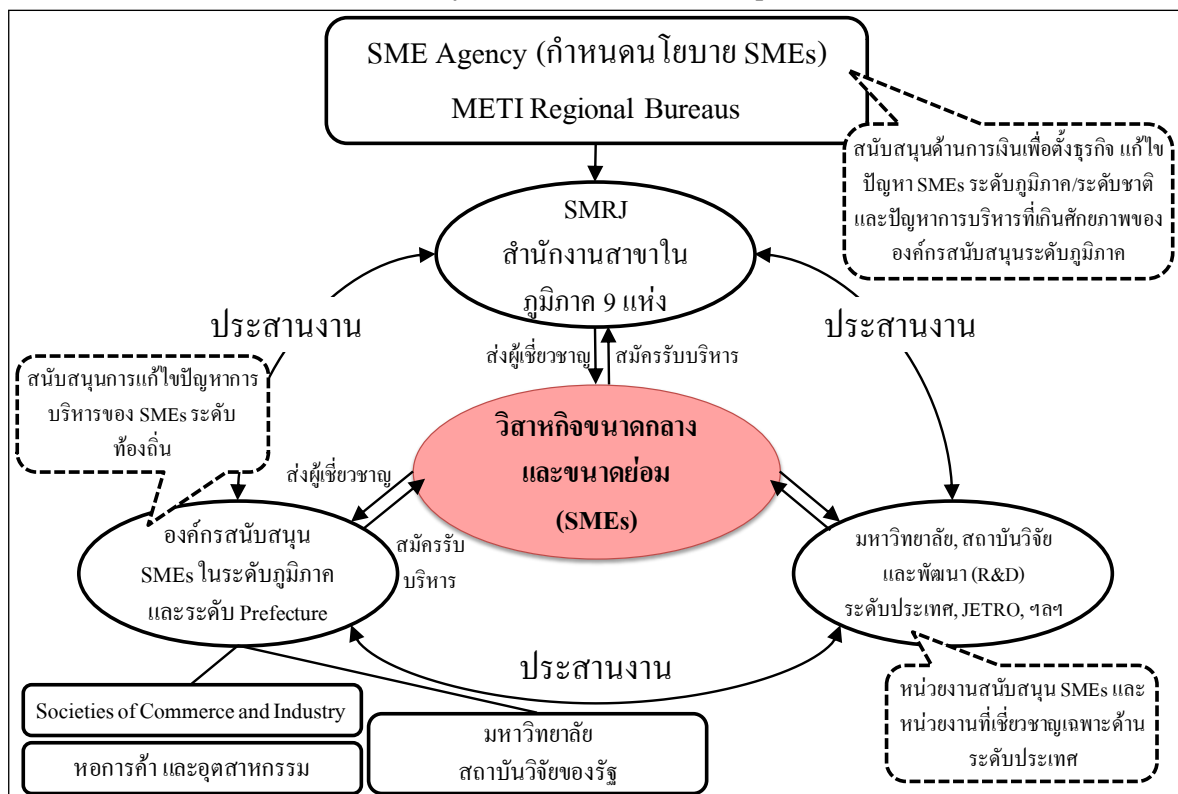 SME Agency (กำหนดนโยบาย SMEs)
METI Regional Bureaus
สนับสนุนด้านการเงินเพื่อตั้งธุรกิจ แก้ไข
ปัญหา SMEs ระดับภูมิภาค/ระดับชาติ
และปัญหาการบริหารที่เกินศักยภาพของ
องค์กรสนับสนุนระดับภูมิภาค
SMRJ
สำนักงานสาขาใน
ภูมิภาค 9 แห่ง
ประสานงาน
ประสานงาน
ส่งผู้เชี่ยวชาญ
สมัครรับบริหาร
สนับสนุนการแก้ไขปัญหาการ
บริหารของ SMEs ระดับ
ท้องถิ่น
วิสาหกิจขนาดกลาง
และขนาดย่อม
(SMEs)
ส่งผู้เชี่ยวชาญ
สมัครรับ
บริหาร
องค์กรสนับสนุน
SMEs ในระดับภูมิภาค
และระดับ Prefecture
มหาวิทยาลัย, สถาบันวิจัย
และพัฒนา (R&D)
ระดับประเทศ, JETRO, ฯลฯ
ประสานงาน
Societies of Commerce and Industry
หอการค้า และอุตสาหกรรม
มหาวิทยาลัย
สถาบันวิจัยของรัฐ
หน่วยงานสนับสนุน SMEs และ
หน่วยงานที่เชี่ยวชาญเฉพาะด้าน
ระดับประเทศ